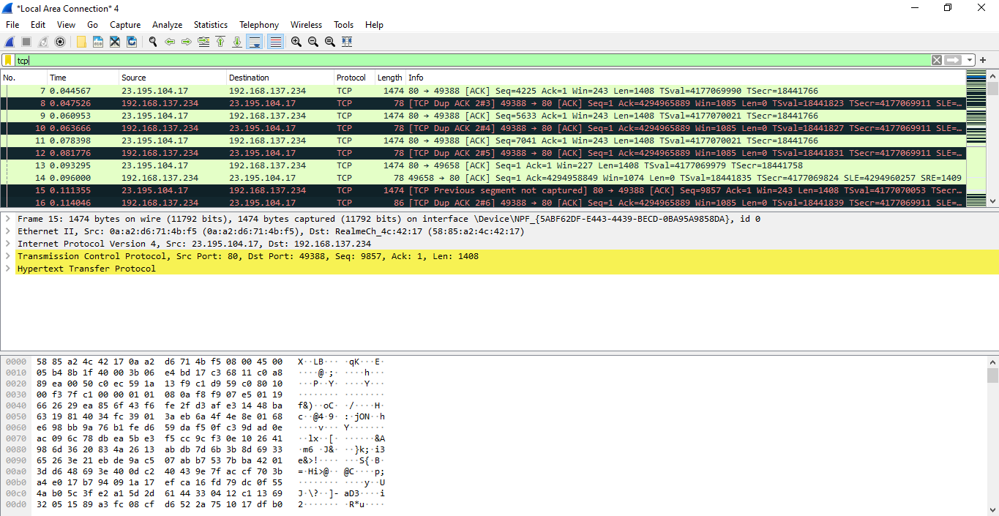 *Local Area Connection* 4
File Edit View Go Capture Analyze Statistics Telephony Wireless Tools Help
tcp
No. Time Source Destination Protocol Length Info
7 0.044567 23.195.104.17 192.168.137.234 TCP 1474 80 → 49388 [ACK] Seq=4225 Ack=1 Win=243 Len=1408 TSval=4177069990 TSecr=18441766
8 0.047526 192.168.137.234 23.195.104.17 TCP 78 [TCP Dup ACK 2#3] 49388 → 80 [ACK] Seq=1 Ack=4294965889 Win=1085 Len=0 TSval=18441823 TSecr=4177069911 SLE=…
9 0.060953 23.195.104.17 192.168.137.234 TCP 1474 80 → 49388 [ACK] Seq=5633 Ack=1 Win=243 Len=1408 TSval=4177070021 TSecr=18441766
10 0.063666 192.168.137.234 23.195.104.17 TCP 78 [TCP Dup ACK 2#4] 49388 → 80 [ACK] Seq=1 Ack=4294965889 Win=1085 Len=0 TSval=18441827 TSecr=4177069911 SLE=…
11 0.078398 23.195.104.17 192.168.137.234 TCP 1474 80 → 49388 [ACK] Seq=7041 Ack=1 Win=243 Len=1408 TSval=4177070021 TSecr=18441766
12 0.081776 192.168.137.234 23.195.104.17 TCP 78 [TCP Dup ACK 2#5] 49388 → 80 [ACK] Seq=1 Ack=4294965889 Win=1085 Len=0 TSval=18441831 TSecr=4177069911 SLE=…
13 0.093295 23.195.104.17 192.168.137.234 TCP 1474 80 → 49658 [ACK] Seq=1 Ack=1 Win=227 Len=1408 TSval=4177069979 TSecr=18441758
14 0.096000 192.168.137.234 23.195.104.17 TCP 78 49658 → 80 [ACK] Seq=1 Ack=4294958849 Win=1074 Len=0 TSval=18441835 TSecr=4177069824 SLE=4294960257 SRE=1409
15 0.111355 23.195.104.17 192.168.137.234 TCP 1474 [TCP Previous segment not captured] 80 → 49388 [ACK] Seq=9857 Ack=1 Win=243 Len=1408 TSval=4177070053 TSecr…
16 0.114046 192.168.137.234 23.195.104.17 TCP 86 [TCP Dup ACK 2#6] 49388 → 80 [ACK] Seq=1 Ack=4294965889 Win=1085 Len=0 TSval=18441839 TSecr=4177069911 SLE=…
Frame 15: 1474 bytes on wire (11792 bits), 1474 bytes captured (11792 bits) on interface \Device\NPF_{5ABF62DF-E443-4439-BECD-0BA95A9858DA}, id 0
Ethernet II, Src: 0a:a2:d6:71:4b:f5 (0a:a2:d6:71:4b:f5), Dst: RealmeCh_4c:42:17 (58:85:a2:4c:42:17)
Internet Protocol Version 4, Src: 23.195.104.17, Dst: 192.168.137.234
Transmission Control Protocol, Src Port: 80, Dst Port: 49388, Seq: 9857, Ack: 1, Len: 1408
Hypertext Transfer Protocol
0000 58 85 a2 4c 42 17 0a a2 d6 71 4b f5 08 00 45 00 X··LB··· ·qK···E·
0010 05 b4 8b 1f 40 00 3b 06 e4 bd 17 c3 68 11 c0 a8 ····@·;· ····h···
0020 89 ea 00 50 c0 ec 59 1a 13 f9 c1 d9 59 c0 80 10 ···P··Y· ····Y···
0030 00 f3 7f c1 00 00 01 01 08 0a f8 f9 07 e5 01 19 ········ ········
0040 66 26 29 ea 85 6f 43 f6 fe 2f d3 af e3 14 48 ba f&)··oC· ·/····H·
0050 63 19 81 40 34 fc 39 01 3a eb 6a 4f 4e 8e 01 68 c··@4·9· :·jON··h
0060 e6 98 bb 9a 76 b1 fe d6 59 da f5 0f c3 9d ad 0e ····v··· Y·······
0070 ac 09 6c 78 db ea 5b e3 f5 cc 9c f3 0e 10 26 41 ··lx··[· ······&A
0080 98 6d 36 20 83 4a 26 13 ab db 7d 6b 3b 8d 69 33 ·m6 ·J&· ··}k;·i3
0090 65 26 3e 21 eb de 9a c5 07 ab b7 53 7b ba 42 01 e&>!···· ···S{·B·
00a0 3d d6 48 69 3e 40 0d c2 40 43 9e 7f ac cf 70 3b =·Hi>@·· @C····p;
00b0 a4 e0 17 b7 94 09 1a 17 ef ca 16 fd 79 dc 0f 55 ········ ····y··U
00c0 4a b0 5c 3f e2 a1 5d 2d 61 44 33 04 12 c1 13 69 J·\?··]- aD3····i
00d0 32 05 15 89 a3 fc 08 cf d6 52 2a 75 10 17 df b0 2······· ·R*u····